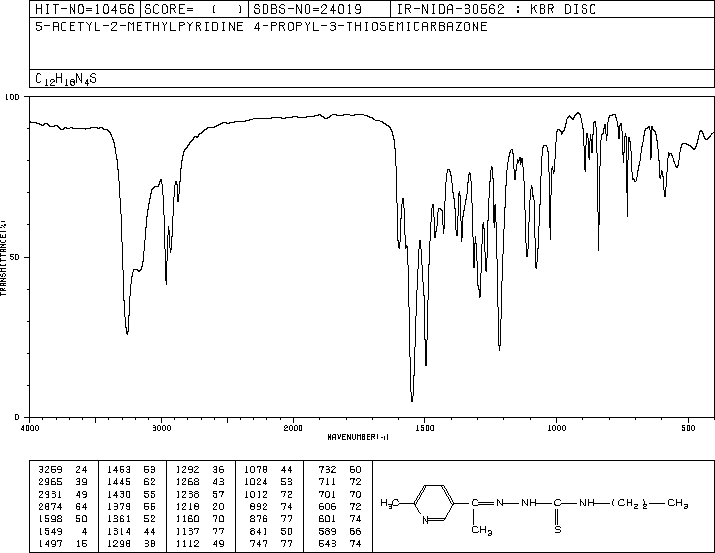 HIT-NO=10456 SCORE= ( ) SDBS-NO=24019 IR-NIDA-30562 : KBR DISC
5-ACETYL-2-METHYLPYRIDINE 4-PROPYL-3-THIOSEMICARBAZONE
C12H18N4S
100
50
0
TRANSMITTANCE(%)
4000 3000 2000 1500 1000 500
WAVENUMBER(-1)
3269 24 1463 59 1292 36 1078 44 732 60
2965 39 1445 62 1268 43 1024 53 711 72
2931 49 1430 55 1238 57 1012 72 701 70
2874 64 1379 55 1218 20 892 74 606 72
1598 50 1361 52 1160 70 876 77 601 74
1549 4 1314 44 1137 77 841 50 589 66
1497 15 1298 38 1112 49 747 77 543 74
H3C N C N NH C NH (CH2)2 CH3
CH3 S